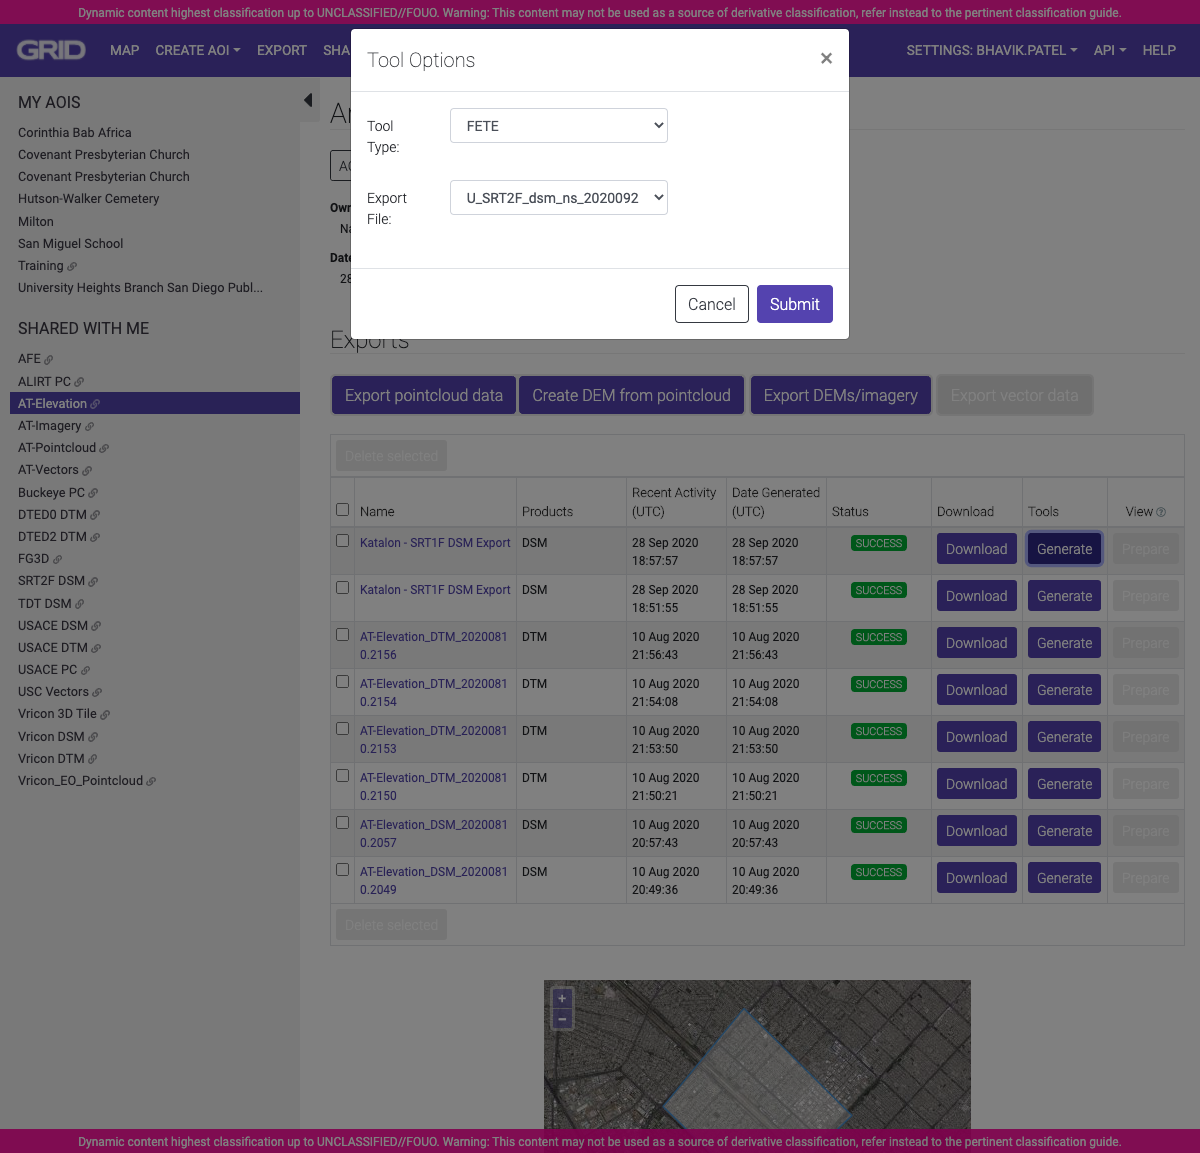 Dynamic content highest classification up to UNCLASSIFIED//FOUO. Warning: This content may not be used as a source of derivative classification, refer instead to the pertinent classification guide.
GRID MAP CREATE AOI EXPORT SHA SETTINGS: BHAVIK.PATEL API HELP
Tool Options ×
Tool Type: FETE
Export File: U_SRT2F_dsm_ns_2020092
Cancel Submit
MY AOIS
Corinthia Bab Africa
Covenant Presbyterian Church
Covenant Presbyterian Church
Hutson-Walker Cemetery
Milton
San Miguel School
Training
University Heights Branch San Diego Publ...
SHARED WITH ME
AFE
ALIRT PC
AT-Elevation
AT-Imagery
AT-Pointcloud
AT-Vectors
Buckeye PC
DTED0 DTM
DTED2 DTM
FG3D
SRT2F DSM
TDT DSM
USACE DSM
USACE DTM
USACE PC
USC Vectors
Vricon 3D Tile
Vricon DSM
Vricon DTM
Vricon_EO_Pointcloud
Exports
Export pointcloud data Create DEM from pointcloud Export DEMs/imagery Export vector data
Delete selected
Name Products Recent Activity (UTC) Date Generated (UTC) Status Download Tools View
Katalon - SRT1F DSM Export DSM 28 Sep 2020 18:57:57 28 Sep 2020 18:57:57 SUCCESS Download Generate Prepare
Katalon - SRT1F DSM Export DSM 28 Sep 2020 18:51:55 28 Sep 2020 18:51:55 SUCCESS Download Generate Prepare
AT-Elevation_DTM_20200810.2156 DTM 10 Aug 2020 21:56:43 10 Aug 2020 21:56:43 SUCCESS Download Generate Prepare
AT-Elevation_DTM_20200810.2154 DTM 10 Aug 2020 21:54:08 10 Aug 2020 21:54:08 SUCCESS Download Generate Prepare
AT-Elevation_DTM_20200810.2153 DTM 10 Aug 2020 21:53:50 10 Aug 2020 21:53:50 SUCCESS Download Generate Prepare
AT-Elevation_DTM_20200810.2150 DTM 10 Aug 2020 21:50:21 10 Aug 2020 21:50:21 SUCCESS Download Generate Prepare
AT-Elevation_DSM_20200810.2057 DSM 10 Aug 2020 20:57:43 10 Aug 2020 20:57:43 SUCCESS Download Generate Prepare
AT-Elevation_DSM_20200810.2049 DSM 10 Aug 2020 20:49:36 10 Aug 2020 20:49:36 SUCCESS Download Generate Prepare
Delete selected
+
−
Dynamic content highest classification up to UNCLASSIFIED//FOUO. Warning: This content may not be used as a source of derivative classification, refer instead to the pertinent classification guide.